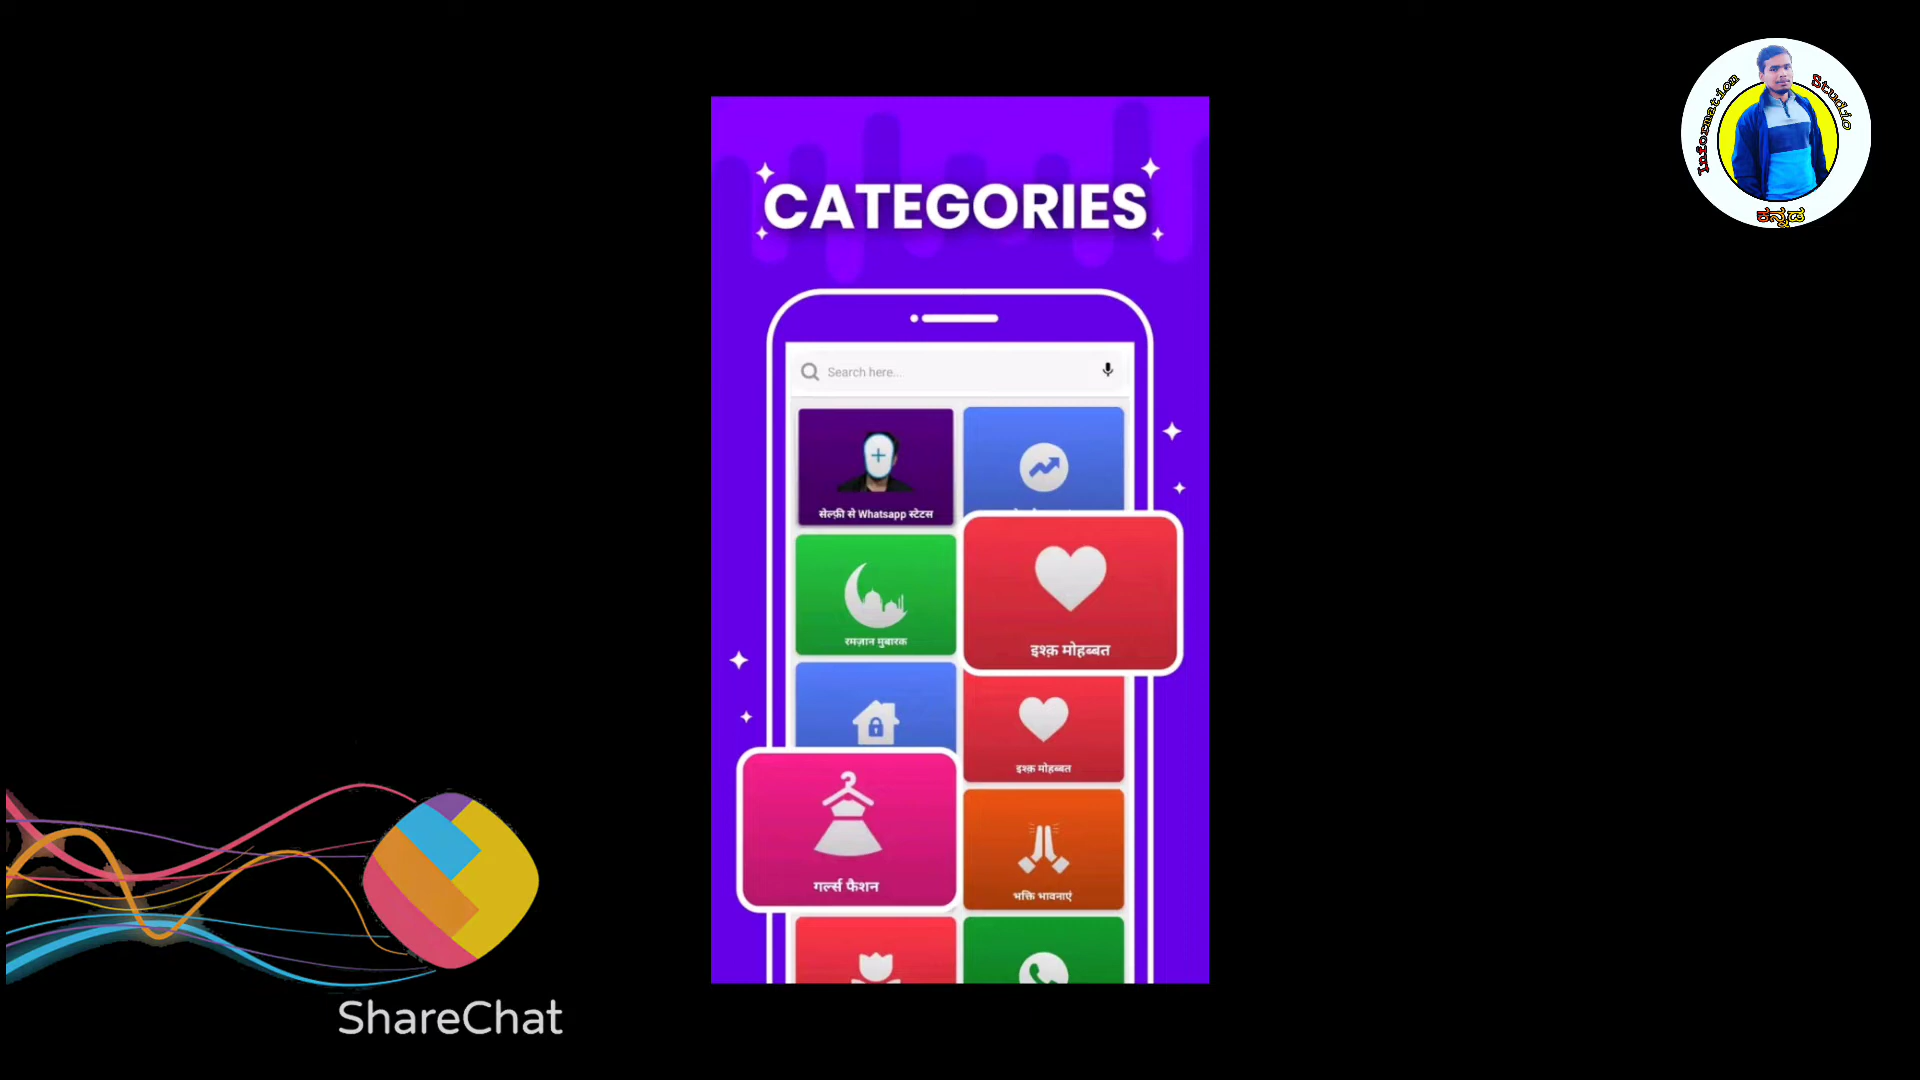 Information Studio
ಕನ್ನಡ
CATEGORIES
Search here...
सेल्फ़ी से Whatsapp स्टेटस
रमज़ान मुबारक
इश्क़ मोहब्बत
इश्क़ मोहब्बत
गर्ल्स फैशन
भक्ति भावनाएं
ShareChat